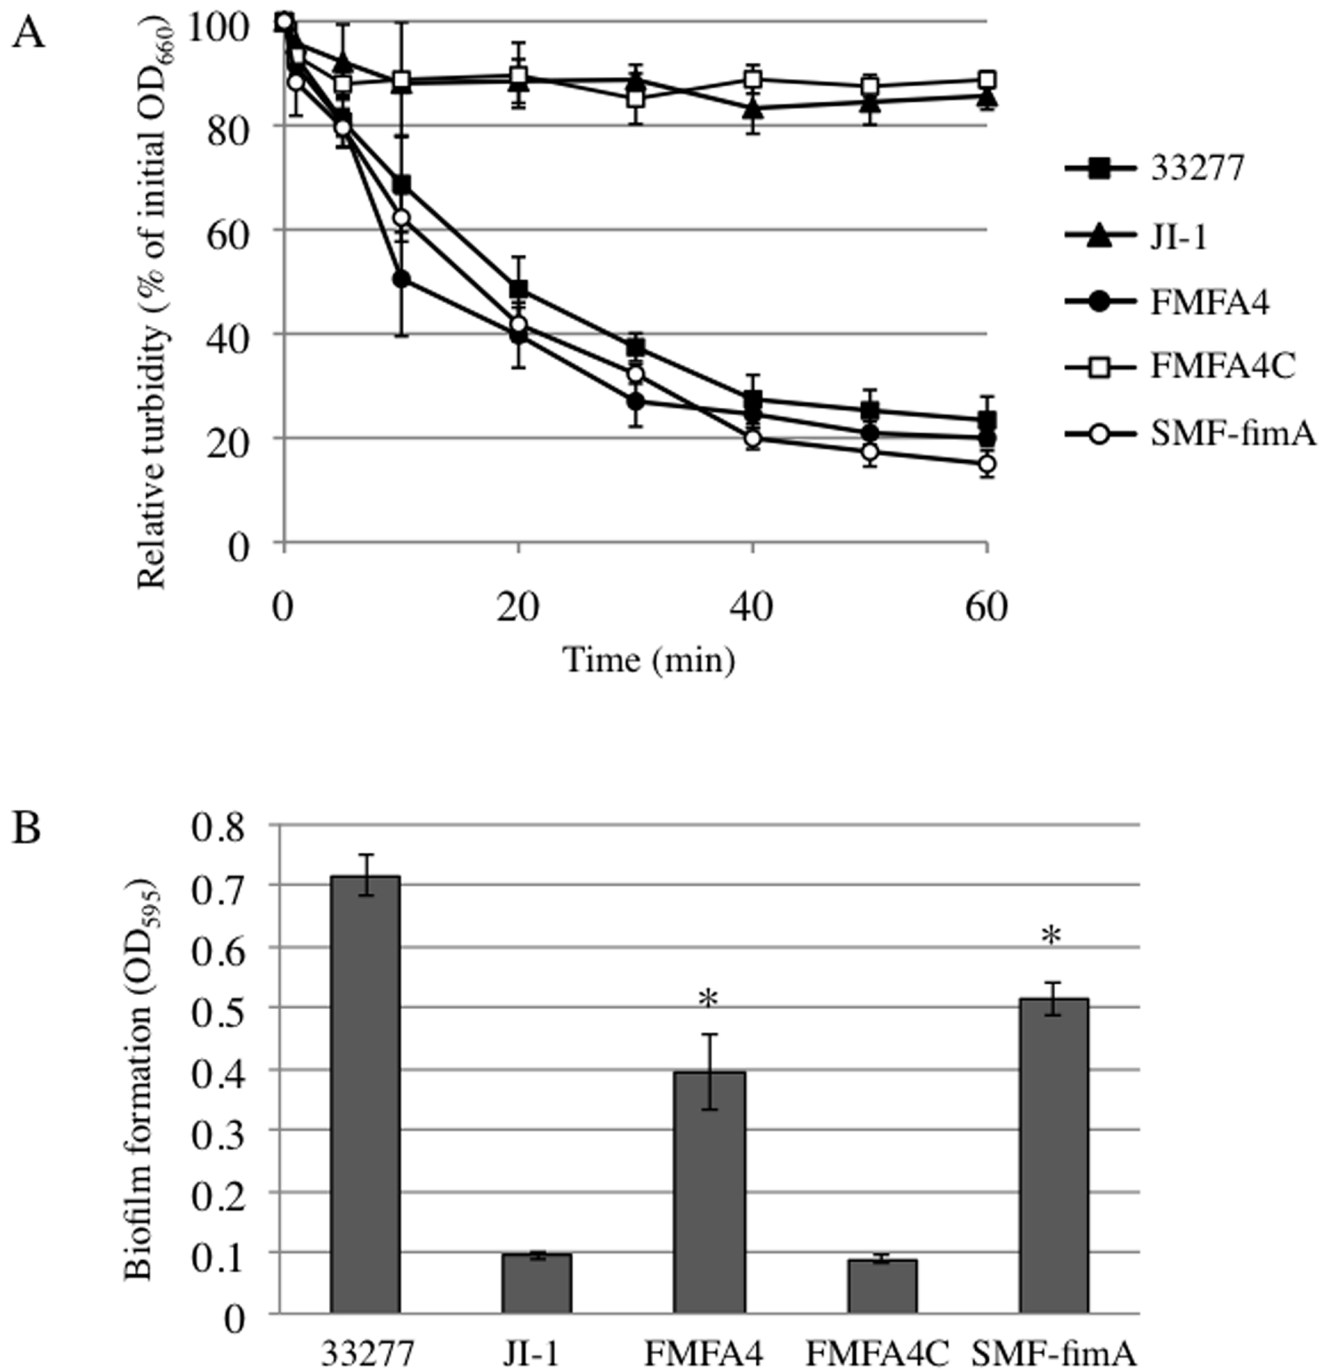 A
Relative turbidity (% of initial OD660)
100
80
60
40
20
0
0 20 40 60
Time (min)
33277
JI-1
FMFA4
FMFA4C
SMF-fimA
B
Biofilm formation (OD595)
0.8
0.7
0.6
0.5
0.4
0.3
0.2
0.1
0
* *
33277 JI-1 FMFA4 FMFA4C SMF-fimA